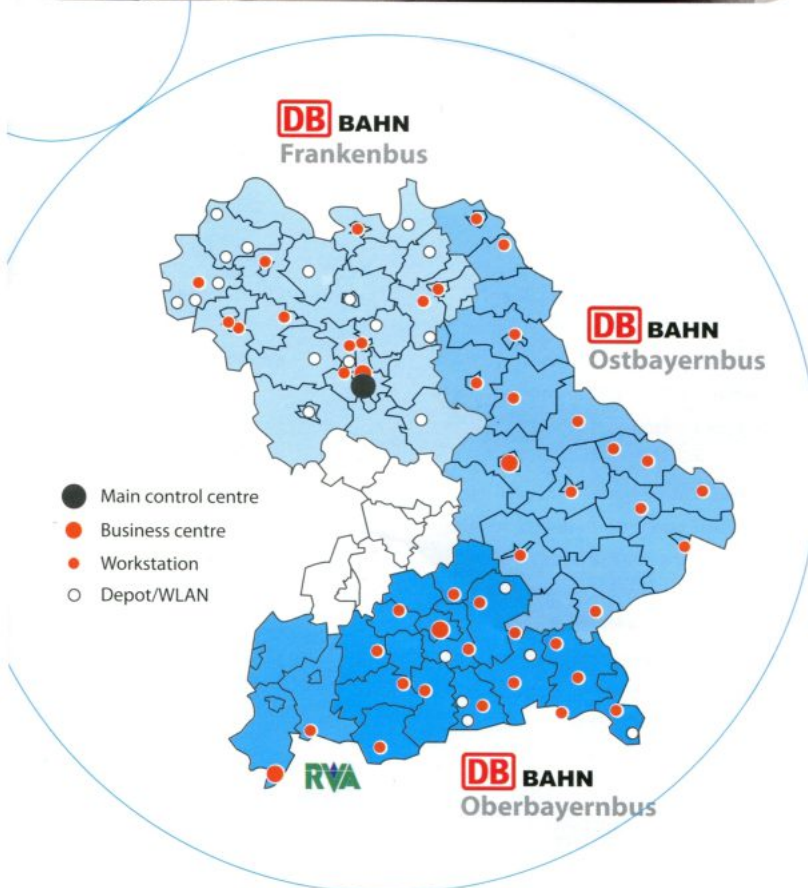 DB BAHN
Frankenbus
DB BAHN
Ostbayernbus
Main control centre
Business centre
Workstation
Depot/WLAN
RVA
DB BAHN
Oberbayernbus